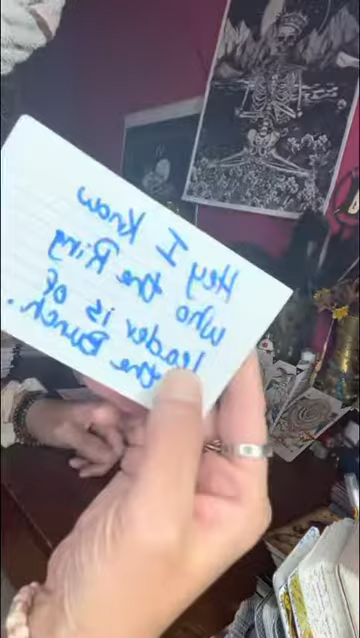 Hey I know
who the Ring
leader is of
the Bunch.